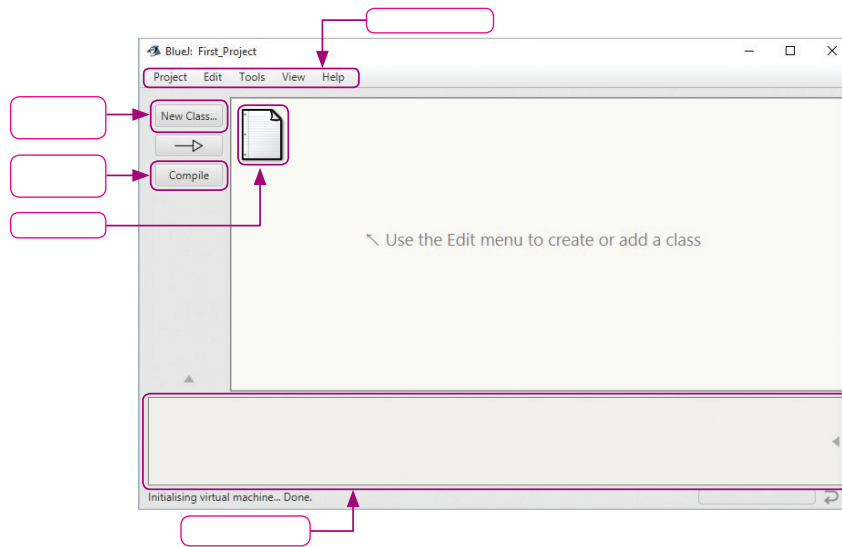 BlueJ: First_Project
Project Edit Tools View Help
New Class...
Compile
Use the Edit menu to create or add a class
Initialising virtual machine... Done.